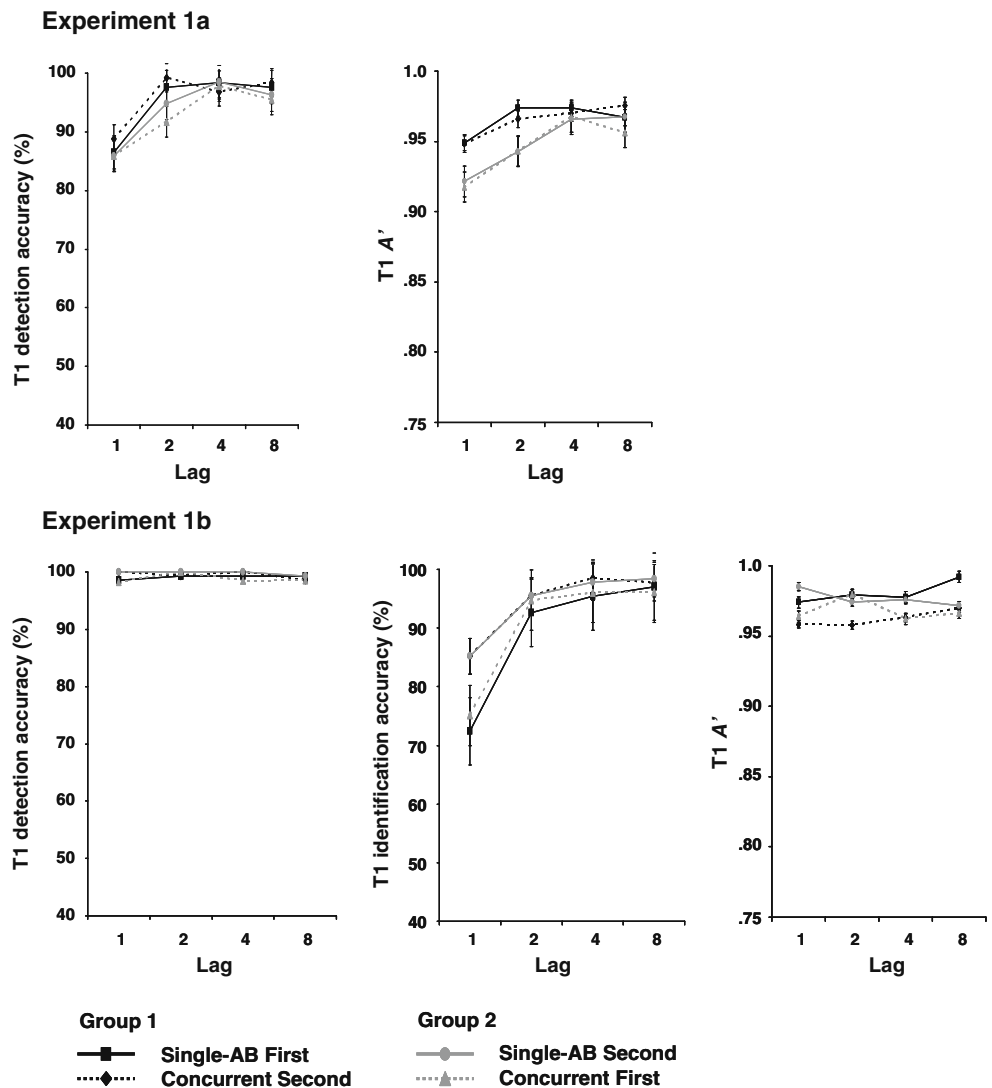 Experiment 1a
T1 detection accuracy (%)
100
90
80
70
60
50
40
1 2 4 8
Lag
T1 A′
1.0
.95
.90
.85
.80
.75
1 2 4 8
Lag
Experiment 1b
T1 detection accuracy (%)
100
90
80
70
60
50
40
1 2 4 8
Lag
T1 identification accuracy (%)
100
90
80
70
60
50
40
1 2 4 8
Lag
T1 A′
1.0
.95
.90
.85
.80
.75
1 2 4 8
Lag
Group 1
Single-AB First
Concurrent Second
Group 2
Single-AB Second
Concurrent First